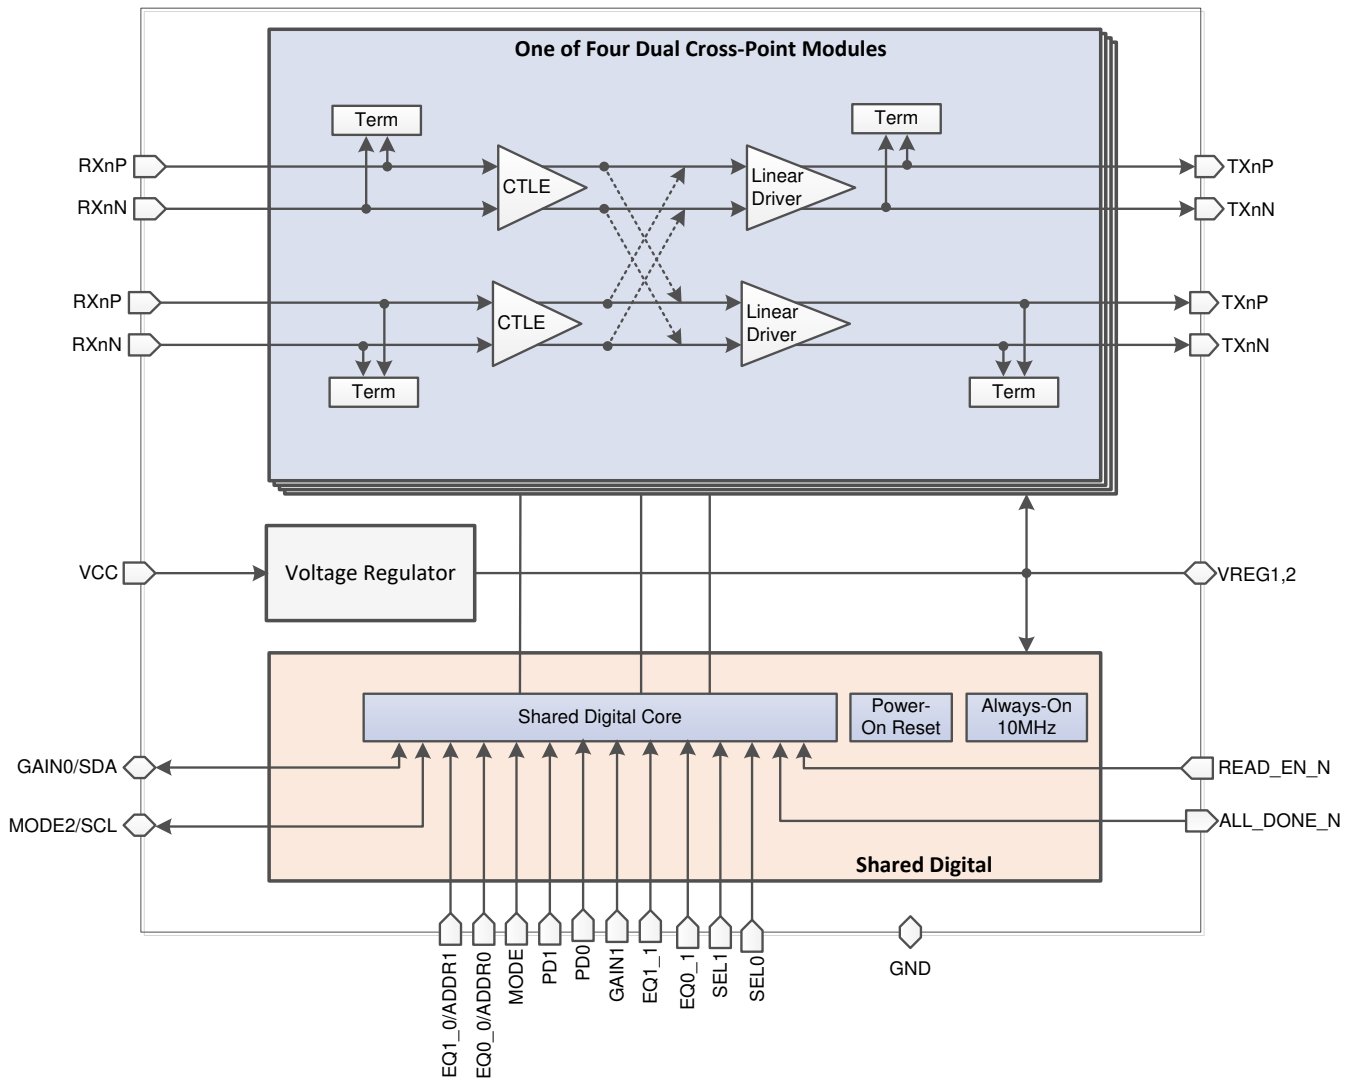 One of Four Dual Cross-Point Modules
Term
Term
RXnP
TXnP
CTLE
Linear
Driver
RXnN
TXnN
RXnP
TXnP
CTLE
Linear
Driver
RXnN
TXnN
Term
Term
VCC
Voltage Regulator
VREG1,2
Shared Digital Core
Power-
On Reset
Always-On
10MHz
GAIN0/SDA
READ_EN_N
MODE2/SCL
ALL_DONE_N
Shared Digital
EQ1_0/ADDR1
EQ0_0/ADDR0
MODE
PD1
PD0
GAIN1
EQ1_1
EQ0_1
SEL1
SEL0
GND